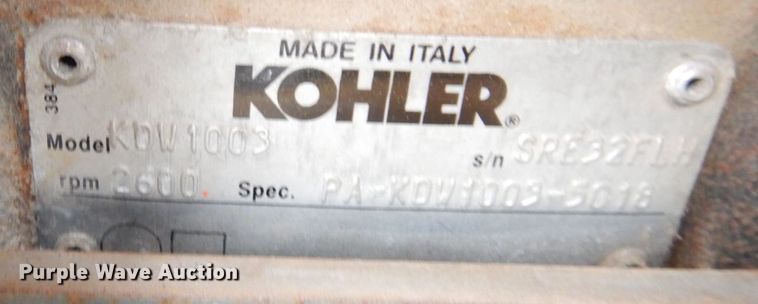 MADE IN ITALY
KOHLER®
384
Model KDW1003
s/n SRE32FLH
rpm 2600 Spec. PA-KDW1003-5018
Purple Wave Auction